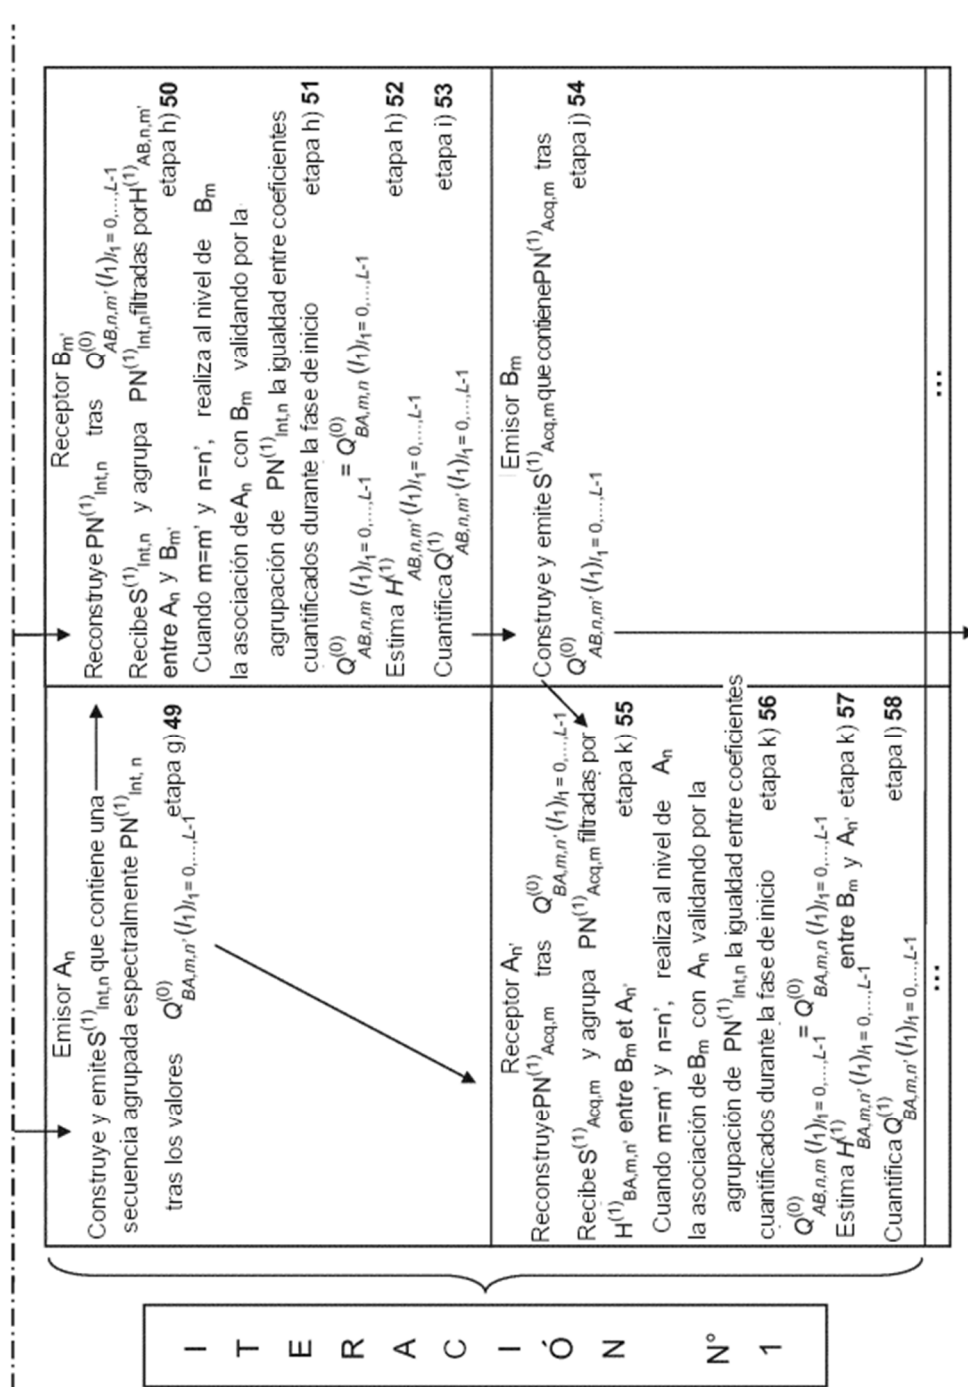 ITERACIÓN N° 1
Emisor Aₙ
Construye y emite S⁽¹⁾Int,n que contiene una
secuencia agrupada espectralmente PN⁽¹⁾Int, n
tras los valores Q⁽⁰⁾BA,m,n'(l₁)l₁= 0,...,L-1 etapa g) 49
Receptor Bm'
Reconstruye PN⁽¹⁾Int,n tras Q⁽⁰⁾AB,n,m'(l₁)l₁= 0,...,L-1
Recibe S⁽¹⁾Int,n y agrupa PN⁽¹⁾Int,n filtradas por H⁽¹⁾AB,n,m'
entre Aₙ y Bm' etapa h) 50
Cuando m=m' y n=n', realiza al nivel de Bm
la asociación de Aₙ con Bm validando por la
agrupación de PN⁽¹⁾Int,n la igualdad entre coeficientes
cuantificados durante la fase de inicio etapa h) 51
Q⁽⁰⁾AB,n,m(l₁)l₁= 0,...,L-1 = Q⁽⁰⁾BA,m,n(l₁)l₁= 0,...,L-1
Estima H⁽¹⁾AB,n,m'(l₁)l₁= 0,...,L-1 etapa h) 52
Cuantifica Q⁽¹⁾AB,n,m'(l₁)l₁= 0,...,L-1 etapa i) 53
Receptor Aₙ'
Reconstruye PN⁽¹⁾Acq,m tras Q⁽⁰⁾BA,m,n'(l₁)l₁= 0,...,L-1
Recibe S⁽¹⁾Acq,m y agrupa PN⁽¹⁾Acq,m filtradas por
H⁽¹⁾BA,m,n' entre Bm et Aₙ' etapa k) 55
Cuando m=m' y n=n', realiza al nivel de Aₙ
la asociación de Bm con Aₙ validando por la
agrupación de PN⁽¹⁾Int,n la igualdad entre coeficientes
cuantificados durante la fase de inicio etapa k) 56
Q⁽⁰⁾AB,n,m(l₁)l₁= 0,...,L-1 = Q⁽⁰⁾BA,m,n(l₁)l₁= 0,...,L-1
Estima H⁽¹⁾BA,m,n'(l₁)l₁= 0,...,L-1 entre Bm y Aₙ' etapa k) 57
Cuantifica Q⁽¹⁾BA,m,n'(l₁)l₁= 0,...,L-1 etapa l) 58
...
Emisor Bm
Construye y emite S⁽¹⁾Acq,m que contiene PN⁽¹⁾Acq,m tras
Q⁽⁰⁾AB,n,m'(l₁)l₁= 0,...,L-1 etapa j) 54
...